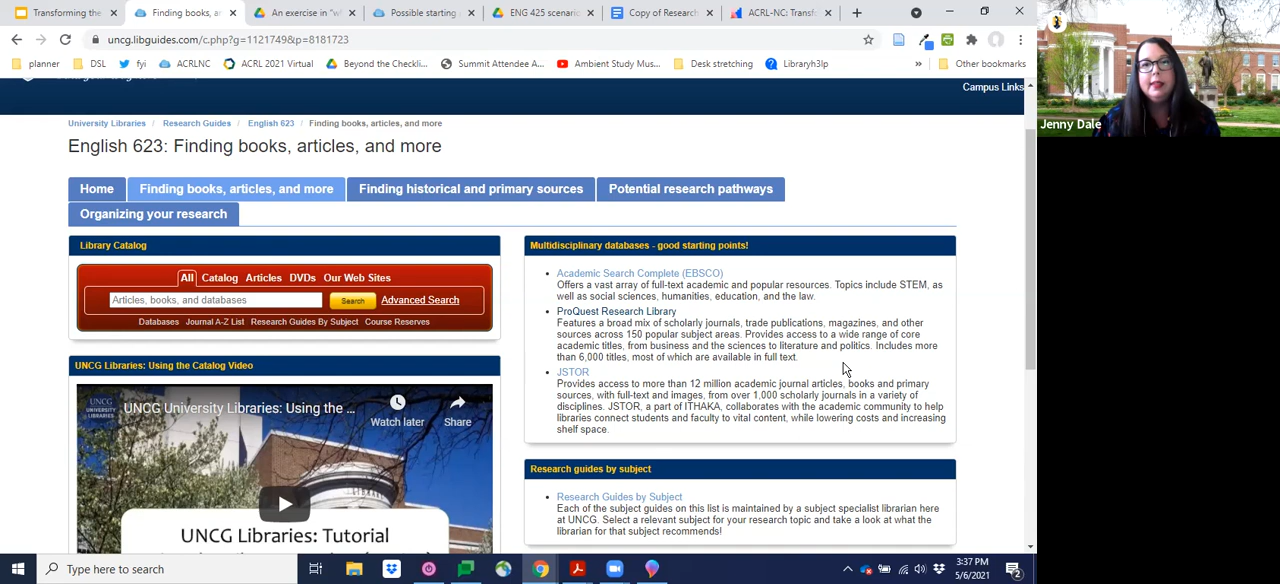 Transforming the
Finding books, a
An exercise in "w
Possible starting
ENG 425 scenario
Copy of Research
ACRL-NC: Transf
uncg.libguides.com/c.php?g=1121749&p=8181723
planner
DSL
fyi
ACRLNC
ACRL 2021 Virtual
Beyond the Checkli...
Summit Attendee A...
Ambient Study Mus...
Desk stretching
Libraryh3lp
»
Other bookmarks
Campus Links
Jenny Dale
University Libraries / Research Guides / English 623 / Finding books, articles, and more
English 623: Finding books, articles, and more
Home
Finding books, articles, and more
Finding historical and primary sources
Potential research pathways
Organizing your research
Library Catalog
All Catalog Articles DVDs Our Web Sites
Articles, books, and databases
Search
Advanced Search
Databases Journal A-Z List Research Guides By Subject Course Reserves
UNCG Libraries: Using the Catalog Video
UNCG
UNIVERSITY
LIBRARIES
UNCG University Libraries: Using the ...
Watch later
Share
UNCG Libraries: Tutorial
Multidisciplinary databases - good starting points!
Academic Search Complete (EBSCO)
Offers a vast array of full-text academic and popular resources. Topics include STEM, as
well as social sciences, humanities, education, and the law.
ProQuest Research Library
Features a broad mix of scholarly journals, trade publications, magazines, and other
sources across 150 popular subject areas. Provides access to a wide range of core
academic titles, from business and the sciences to literature and politics. Includes more
than 6,000 titles, most of which are available in full text.
JSTOR
Provides access to more than 12 million academic journal articles, books and primary
sources, with full-text and images, from over 1,000 scholarly journals in a variety of
disciplines. JSTOR, a part of ITHAKA, collaborates with the academic community to help
libraries connect students and faculty to vital content, while lowering costs and increasing
shelf space.
Research guides by subject
Research Guides by Subject
Each of the subject guides on this list is maintained by a subject specialist librarian here
at UNCG. Select a relevant subject for your research topic and take a look at what the
librarian for that subject recommends!
Type here to search
3:37 PM
5/6/2021
2